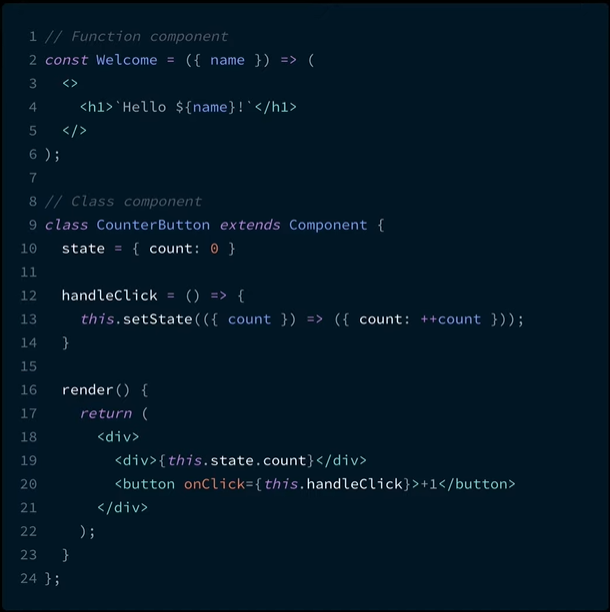 1 // Function component
2 const Welcome = ({ name }) => (
3   <>
4     <h1>`Hello ${name}!`</h1>
5   </>
6 );
7
8 // Class component
9 class CounterButton extends Component {
10   state = { count: 0 }
11
12   handleClick = () => {
13     this.setState(({ count }) => ({ count: ++count }));
14   }
15
16   render() {
17     return (
18       <div>
19         <div>{this.state.count}</div>
20         <button onClick={this.handleClick}>+1</button>
21       </div>
22     );
23   }
24 };